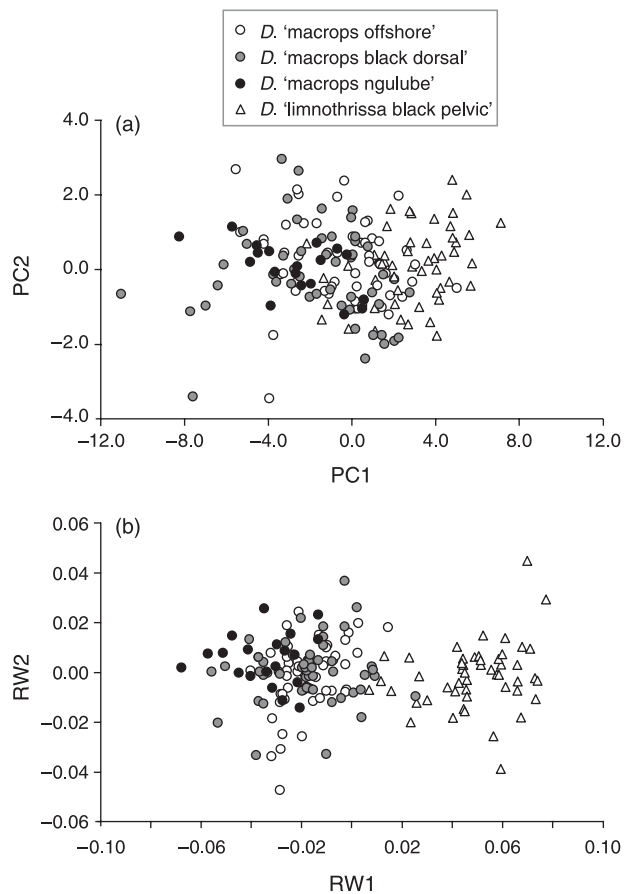 D. ‘macrops offshore’
D. ‘macrops black dorsal’
D. ‘macrops ngulube’
D. ‘limnothrissa black pelvic’
(a)
4.0
2.0
0.0
−2.0
−4.0
PC2
−12.0 −8.0 −4.0 0.0 4.0 8.0 12.0
PC1
(b)
0.06
0.04
0.02
0.00
−0.02
−0.04
−0.06
RW2
−0.10 −0.06 −0.02 0.02 0.06 0.10
RW1